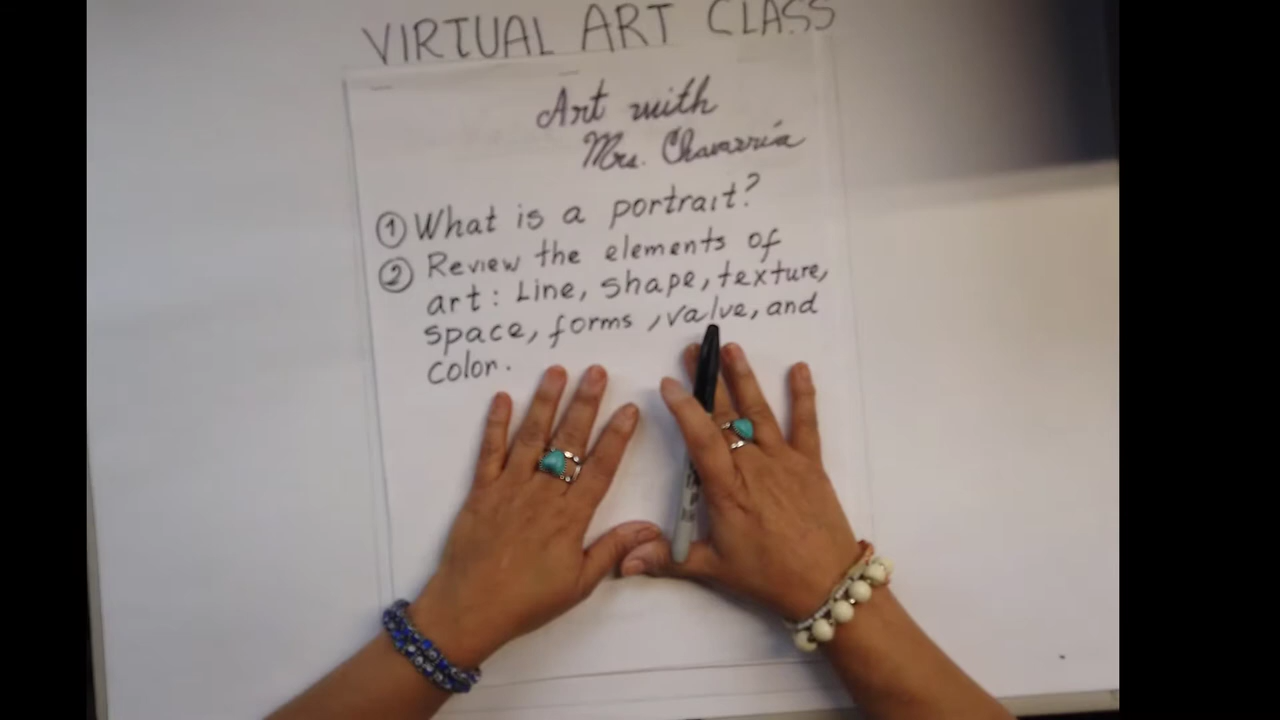 VIRTUAL ART CLASS
Art with
Mrs. Chavarría
① What is a portrait?
② Review the elements of
art: Line, shape, texture,
space, forms, value, and
color.